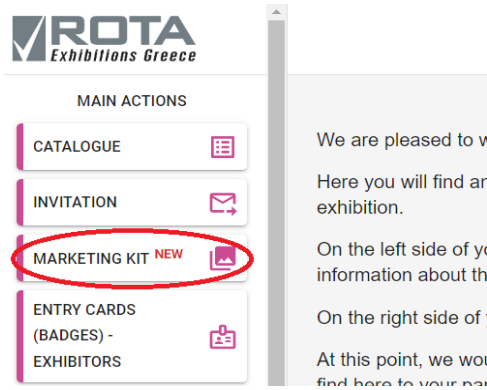 ROTA
Exhibitions Greece
MAIN ACTIONS
CATALOGUE
INVITATION
MARKETING KIT NEW
ENTRY CARDS
(BADGES) -
EXHIBITORS
We are pleased to w
Here you will find an
exhibition.
On the left side of yo
information about th
On the right side of
At this point, we wou
find here to your par